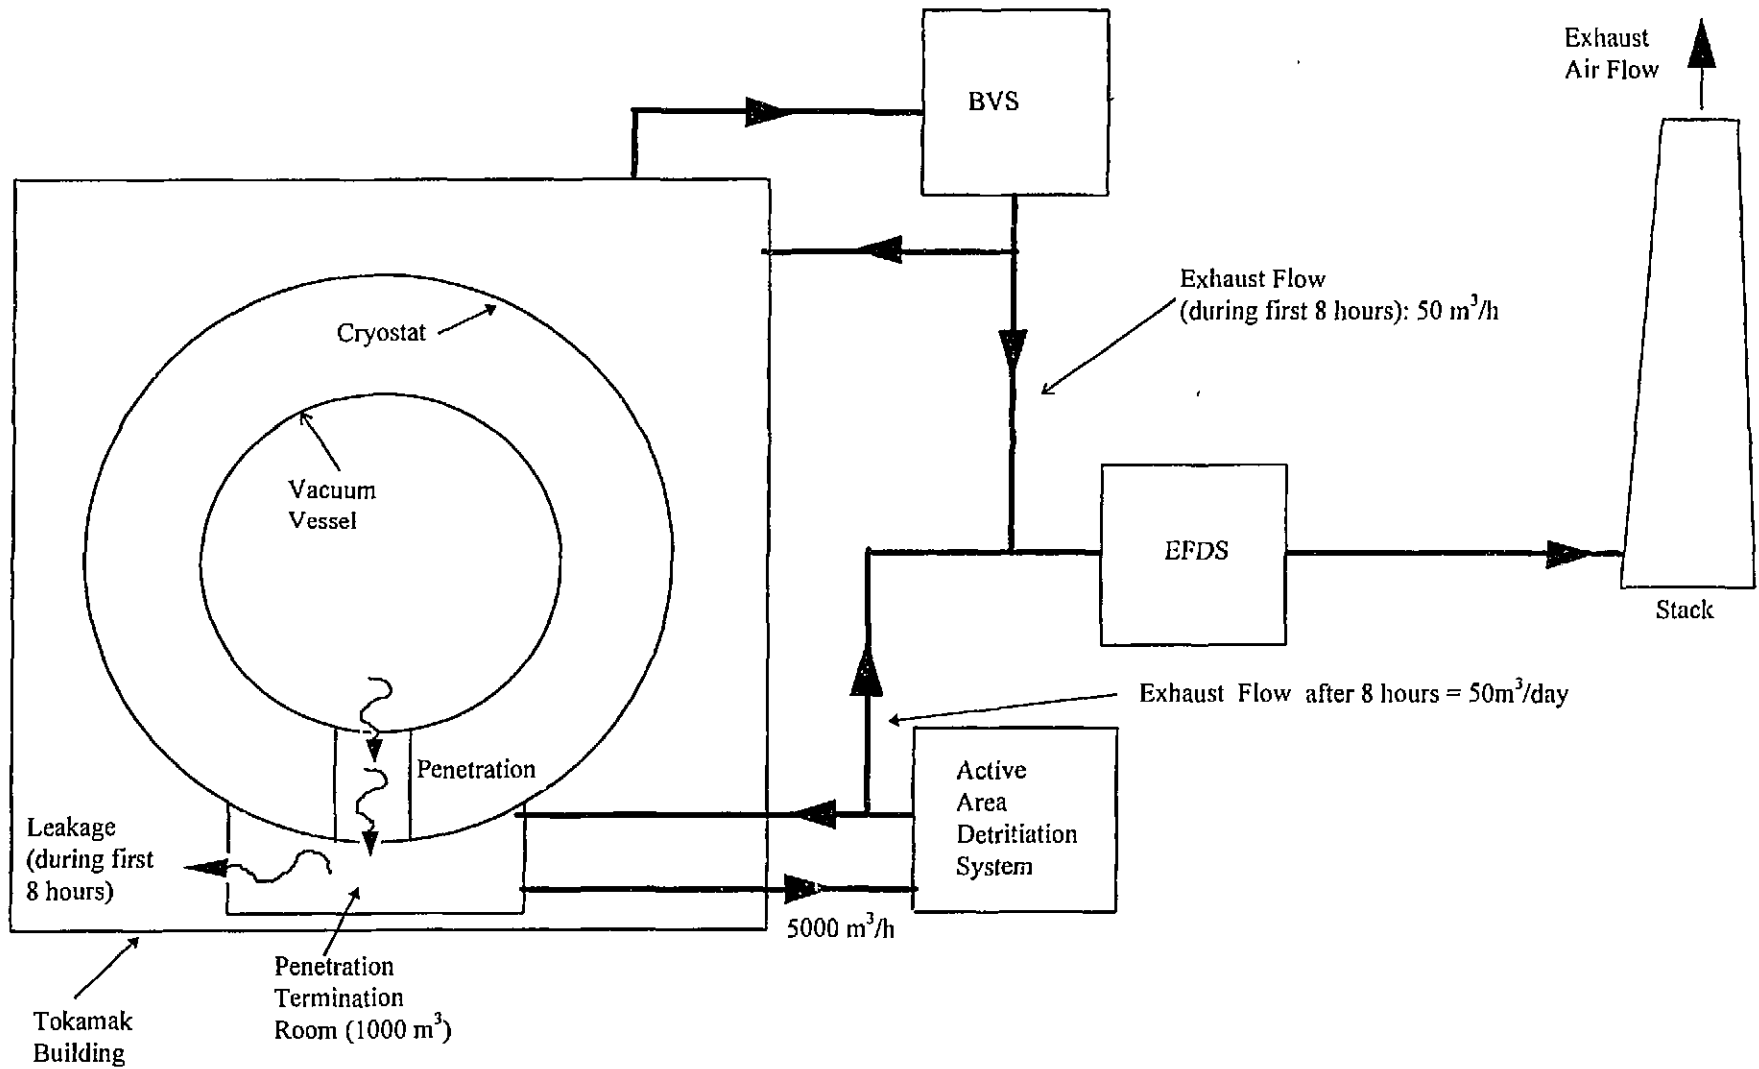 Exhaust
Air Flow
BVS
Exhaust Flow
(during first 8 hours): 50 m³/h
Cryostat
Vacuum
Vessel
EFDS
Stack
Exhaust Flow after 8 hours = 50m³/day
Penetration
Active
Area
Detritiation
System
Leakage
(during first
8 hours)
5000 m³/h
Penetration
Termination
Room (1000 m³)
Tokamak
Building